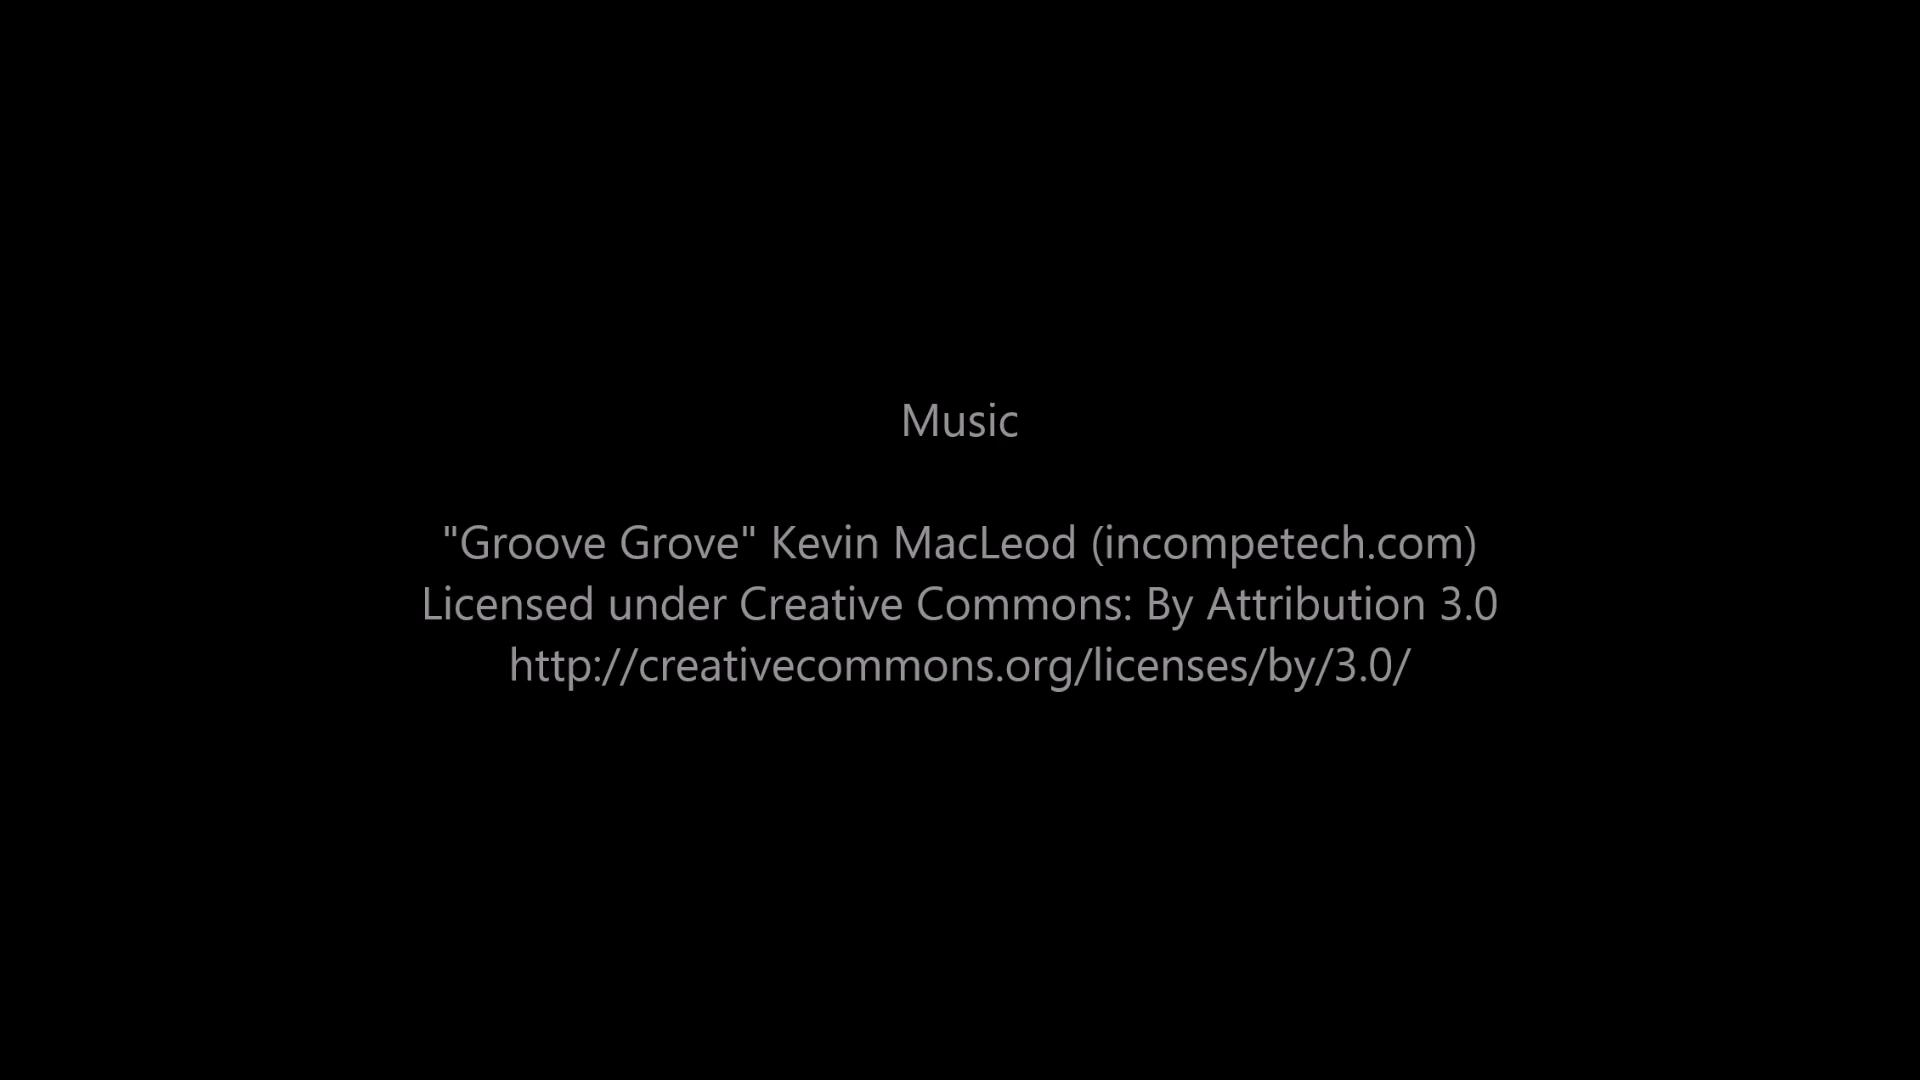 Music
"Groove Grove" Kevin MacLeod (incompetech.com)
Licensed under Creative Commons: By Attribution 3.0
http://creativecommons.org/licenses/by/3.0/